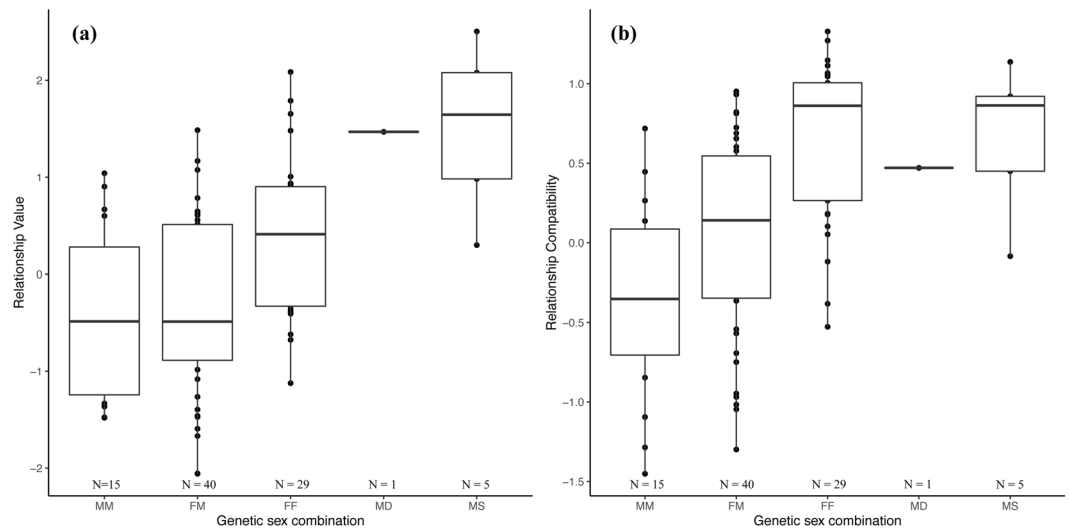 (a)
Relationship Value
2
1
0
−1
−2
N=15
N = 40
N = 29
N = 1
N = 5
MM
FM
FF
MD
MS
Genetic sex combination
(b)
Relationship Compatibility
1.0
0.5
0.0
−0.5
−1.0
−1.5
N = 15
N = 40
N = 29
N = 1
N = 5
MM
FM
FF
MD
MS
Genetic sex combination